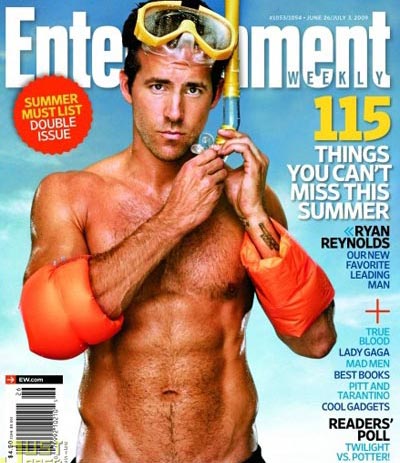 #1053/1054 • JUNE 26/JULY 3, 2009
Entertainment
WEEKLY
SUMMER
MUST LIST
DOUBLE
ISSUE
115
THINGS
YOU CAN'T
MISS THIS
SUMMER
«RYAN
REYNOLDS
OUR NEW
FAVORITE
LEADING
MAN
+
TRUE
BLOOD
LADY GAGA
MAD MEN
BEST BOOKS
PITT AND
TARANTINO
COOL GADGETS
READERS'
POLL
TWILIGHT
VS. POTTER!
EW.com
26